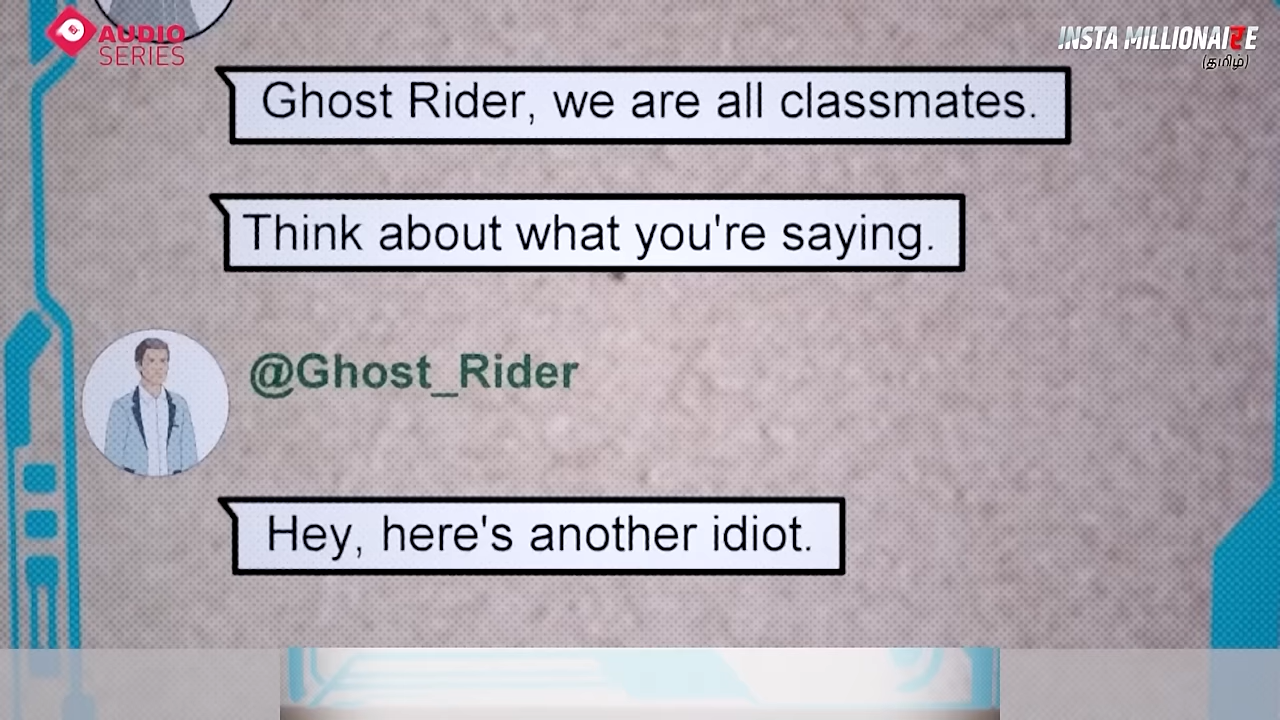 AUDIO
SERIES
INSTA MILLIONAIRE
(தமிழ்)
Ghost Rider, we are all classmates.
Think about what you're saying.
@Ghost_Rider
Hey, here's another idiot.